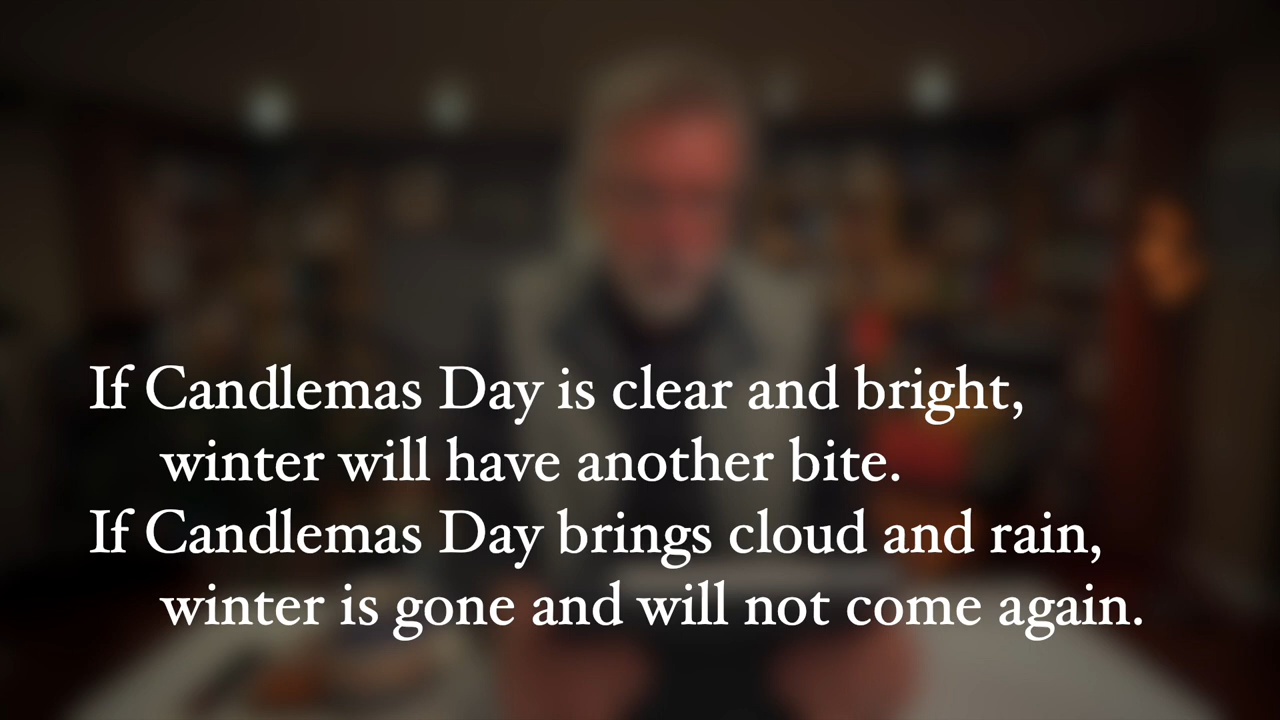 If Candlemas Day is clear and bright,
winter will have another bite.
If Candlemas Day brings cloud and rain,
winter is gone and will not come again.